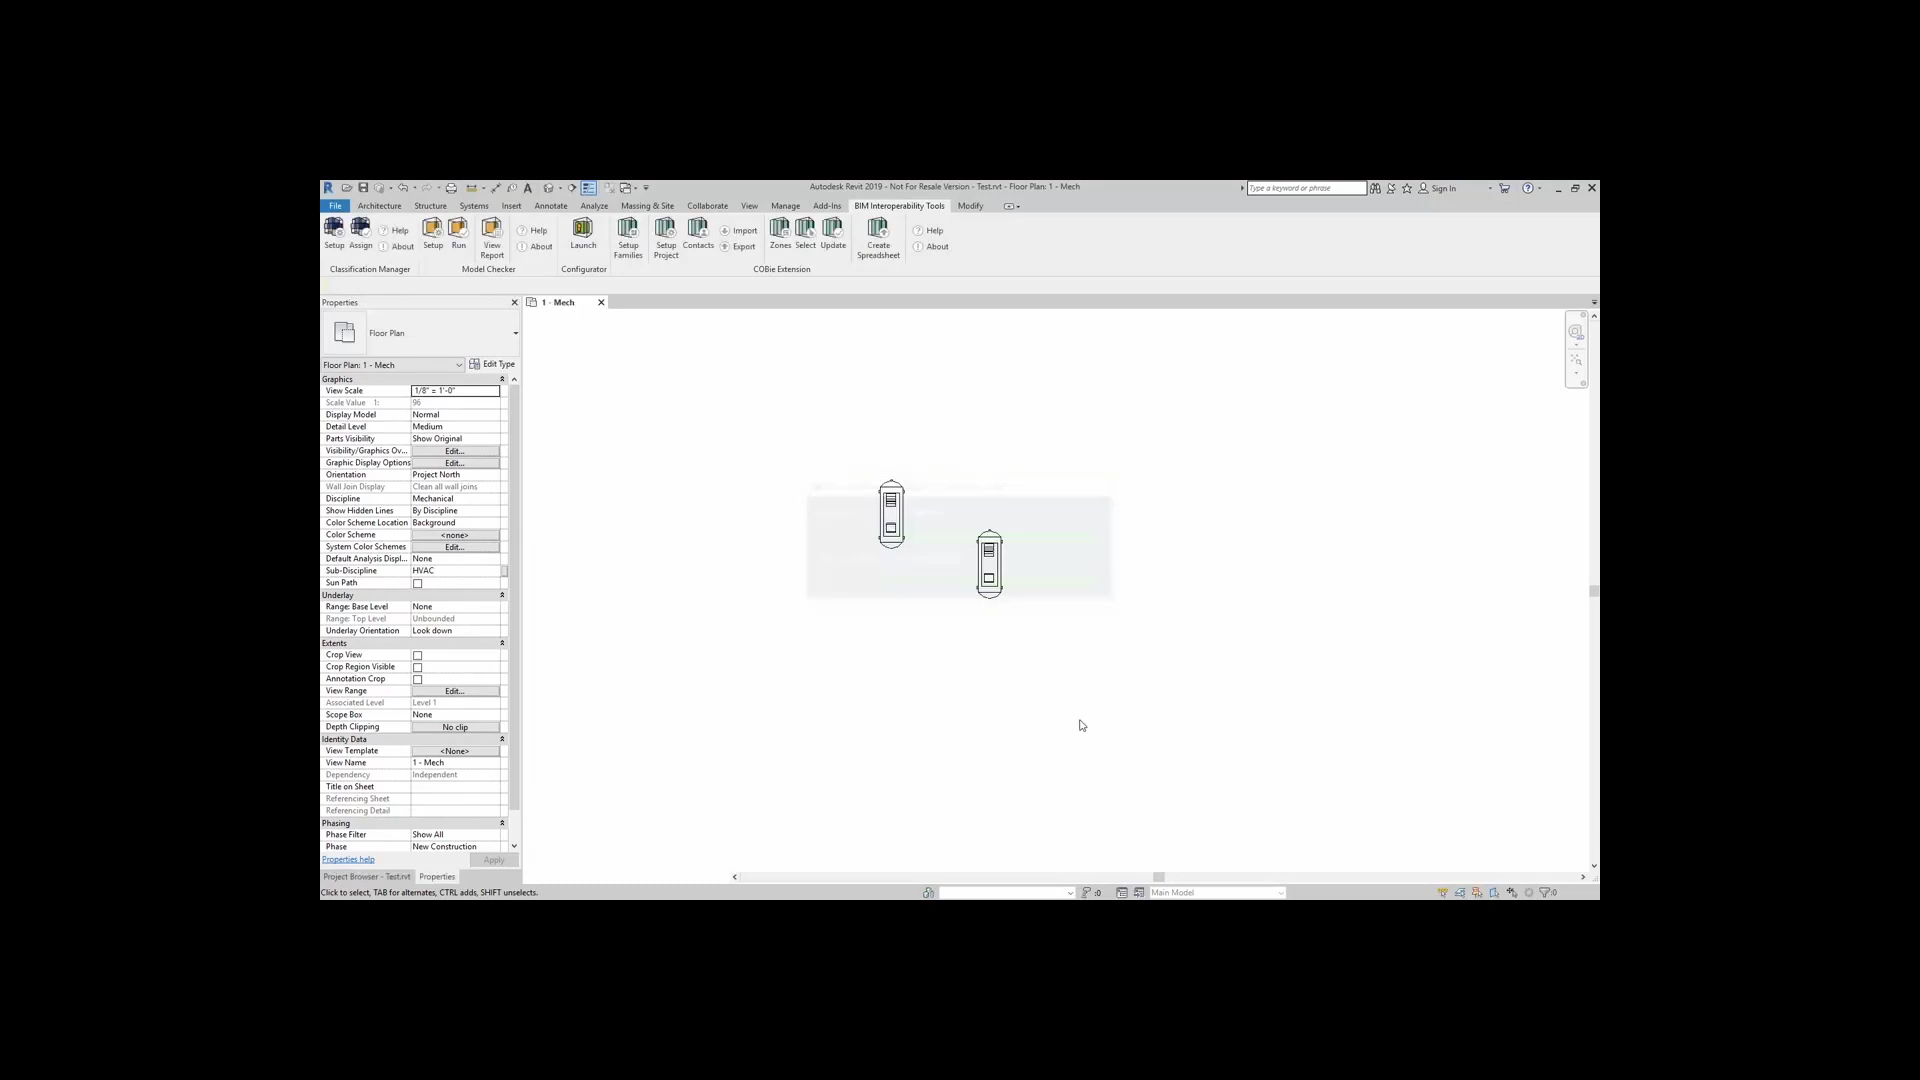 Autodesk Revit 2019 - Not For Resale Version - Test.rvt - Floor Plan: 1 - Mech
Type a keyword or phrase
Sign In
File Architecture Structure Systems Insert Annotate Analyze Massing & Site Collaborate View Manage Add-Ins BIM Interoperability Tools Modify
Setup Assign Help About Setup Run View Report Help About Launch Setup Families Setup Project Contacts Import Export Zones Select Update Create Spreadsheet Help About
Classification Manager Model Checker Configurator COBie Extension
Properties
1 - Mech
Floor Plan
Floor Plan: 1 - Mech Edit Type
Graphics
View Scale 1/8" = 1'-0"
Scale Value 1: 96
Display Model Normal
Detail Level Medium
Parts Visibility Show Original
Visibility/Graphics Ov... Edit...
Graphic Display Options Edit...
Orientation Project North
Wall Join Display Clean all wall joins
Discipline Mechanical
Show Hidden Lines By Discipline
Color Scheme Location Background
Color Scheme <none>
System Color Schemes Edit...
Default Analysis Displ... None
Sub-Discipline HVAC
Sun Path
Underlay
Range: Base Level None
Range: Top Level Unbounded
Underlay Orientation Look down
Extents
Crop View
Crop Region Visible
Annotation Crop
View Range Edit...
Associated Level Level 1
Scope Box None
Depth Clipping No clip
Identity Data
View Template <None>
View Name 1 - Mech
Dependency Independent
Title on Sheet
Referencing Sheet
Referencing Detail
Phasing
Phase Filter Show All
Phase New Construction
Properties help Apply
Project Browser - Test.rvt Properties
Click to select, TAB for alternates, CTRL adds, SHIFT unselects.
:0
Main Model
:0